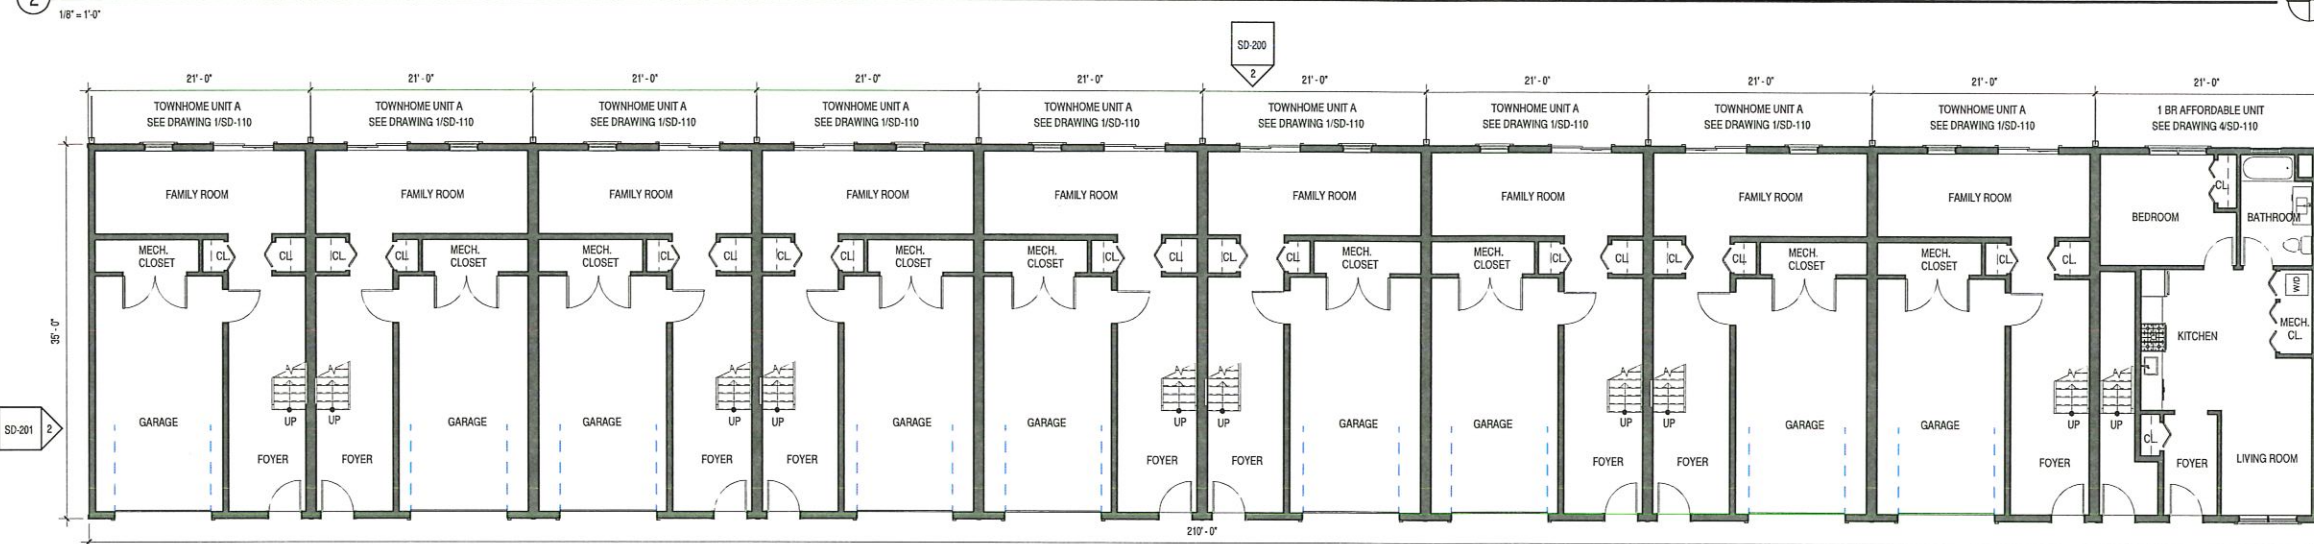 2
1/8" = 1'-0"
SD-200
2
21' - 0"
21' - 0"
21' - 0"
21' - 0"
21' - 0"
21' - 0"
21' - 0"
21' - 0"
21' - 0"
21' - 0"
TOWNHOME UNIT A
SEE DRAWING 1/SD-110
TOWNHOME UNIT A
SEE DRAWING 1/SD-110
TOWNHOME UNIT A
SEE DRAWING 1/SD-110
TOWNHOME UNIT A
SEE DRAWING 1/SD-110
TOWNHOME UNIT A
SEE DRAWING 1/SD-110
TOWNHOME UNIT A
SEE DRAWING 1/SD-110
TOWNHOME UNIT A
SEE DRAWING 1/SD-110
TOWNHOME UNIT A
SEE DRAWING 1/SD-110
TOWNHOME UNIT A
SEE DRAWING 1/SD-110
1 BR AFFORDABLE UNIT
SEE DRAWING 4/SD-110
FAMILY ROOM
FAMILY ROOM
FAMILY ROOM
FAMILY ROOM
FAMILY ROOM
FAMILY ROOM
FAMILY ROOM
FAMILY ROOM
FAMILY ROOM
CL.
BEDROOM
BATHROOM
MECH.
CLOSET
CL.
CL.
CL.
CL.
MECH.
CLOSET
MECH.
CLOSET
CL.
CL.
CL.
CL.
MECH.
CLOSET
MECH.
CLOSET
CL.
CL.
CL.
CL.
MECH.
CLOSET
MECH.
CLOSET
CL.
CL.
CL.
CL.
MECH.
CLOSET
MECH.
CLOSET
CL.
CL.
W/D
35' - 0"
KITCHEN
MECH.
CL.
SD-201
2
GARAGE
UP
UP
GARAGE
GARAGE
UP
UP
GARAGE
GARAGE
UP
UP
GARAGE
GARAGE
UP
UP
GARAGE
GARAGE
UP
UP
CL.
FOYER
FOYER
FOYER
FOYER
FOYER
FOYER
FOYER
FOYER
FOYER
FOYER
LIVING ROOM
210' - 0"